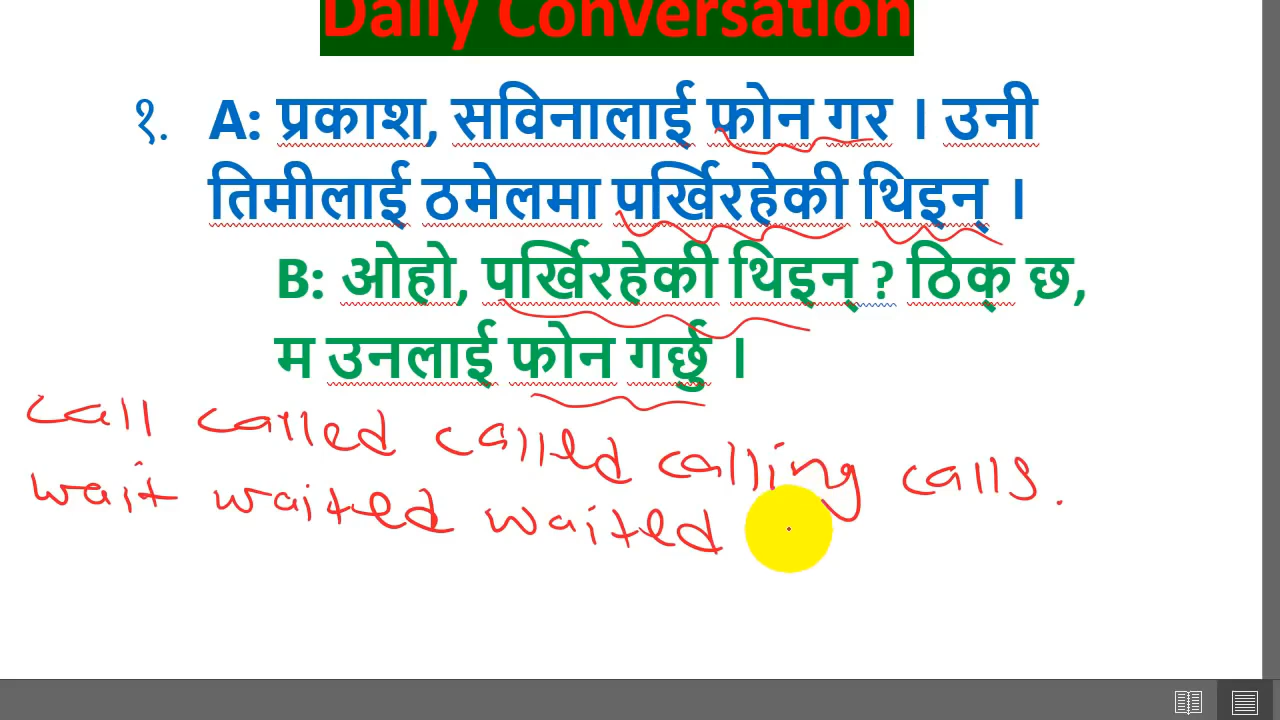 Daily Conversation
१. A: प्रकाश, सविनालाई फोन गर । उनी
तिमीलाई ठमेलमा पर्खिरहेकी थिइन् ।
B: ओहो, पर्खिरहेकी थिइन् ? ठिक् छ,
म उनलाई फोन गर्छु ।
call called called calling calls.
wait waited waited